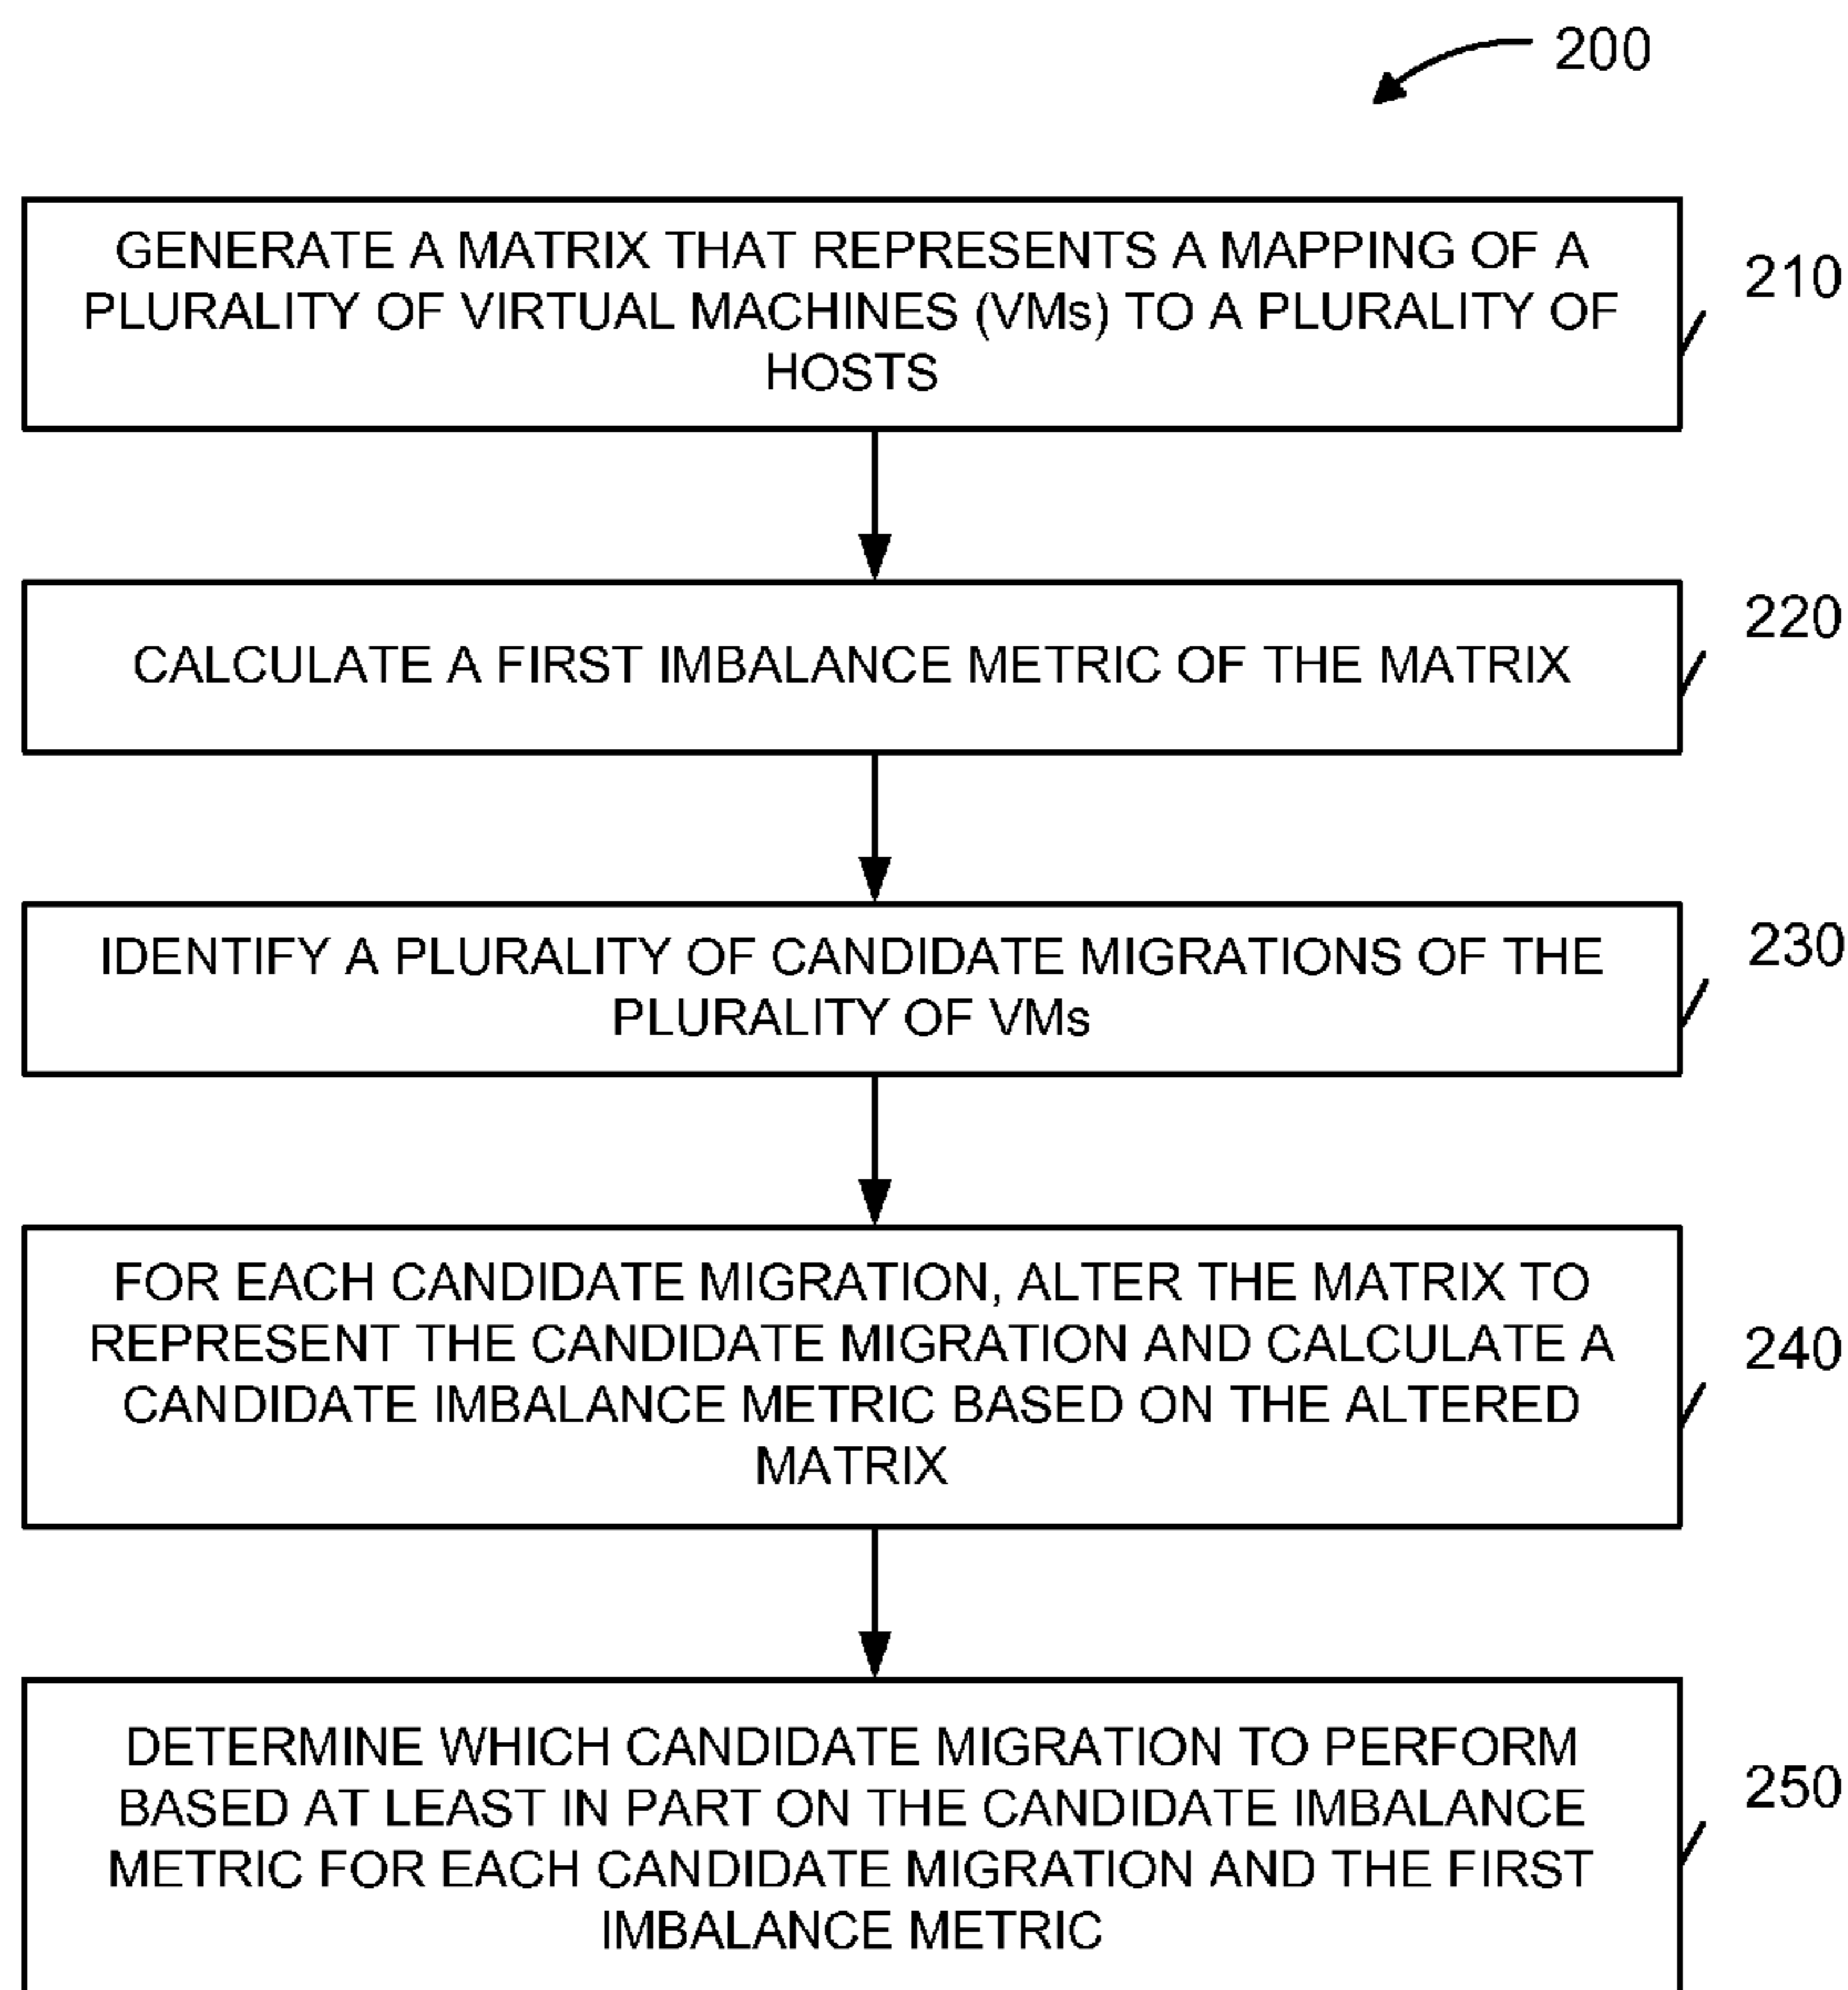 200
GENERATE A MATRIX THAT REPRESENTS A MAPPING OF A
PLURALITY OF VIRTUAL MACHINES (VMs) TO A PLURALITY OF
HOSTS
210
CALCULATE A FIRST IMBALANCE METRIC OF THE MATRIX
220
IDENTIFY A PLURALITY OF CANDIDATE MIGRATIONS OF THE
PLURALITY OF VMs
230
FOR EACH CANDIDATE MIGRATION, ALTER THE MATRIX TO
REPRESENT THE CANDIDATE MIGRATION AND CALCULATE A
CANDIDATE IMBALANCE METRIC BASED ON THE ALTERED
MATRIX
240
DETERMINE WHICH CANDIDATE MIGRATION TO PERFORM
BASED AT LEAST IN PART ON THE CANDIDATE IMBALANCE
METRIC FOR EACH CANDIDATE MIGRATION AND THE FIRST
IMBALANCE METRIC
250